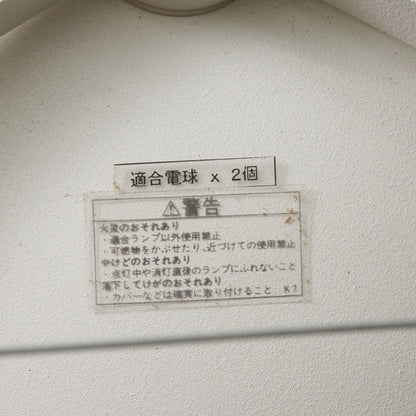 適合電球 x 2個
⚠警告
火災のおそれあり
・適合ランプ以外使用禁止
・可燃物をかぶせたり、近づけての使用禁止
やけどのおそれあり
・点灯中や消灯直後のランプにふれないこと
落下してけがのおそれあり
・カバーなどは確実に取り付けること K7